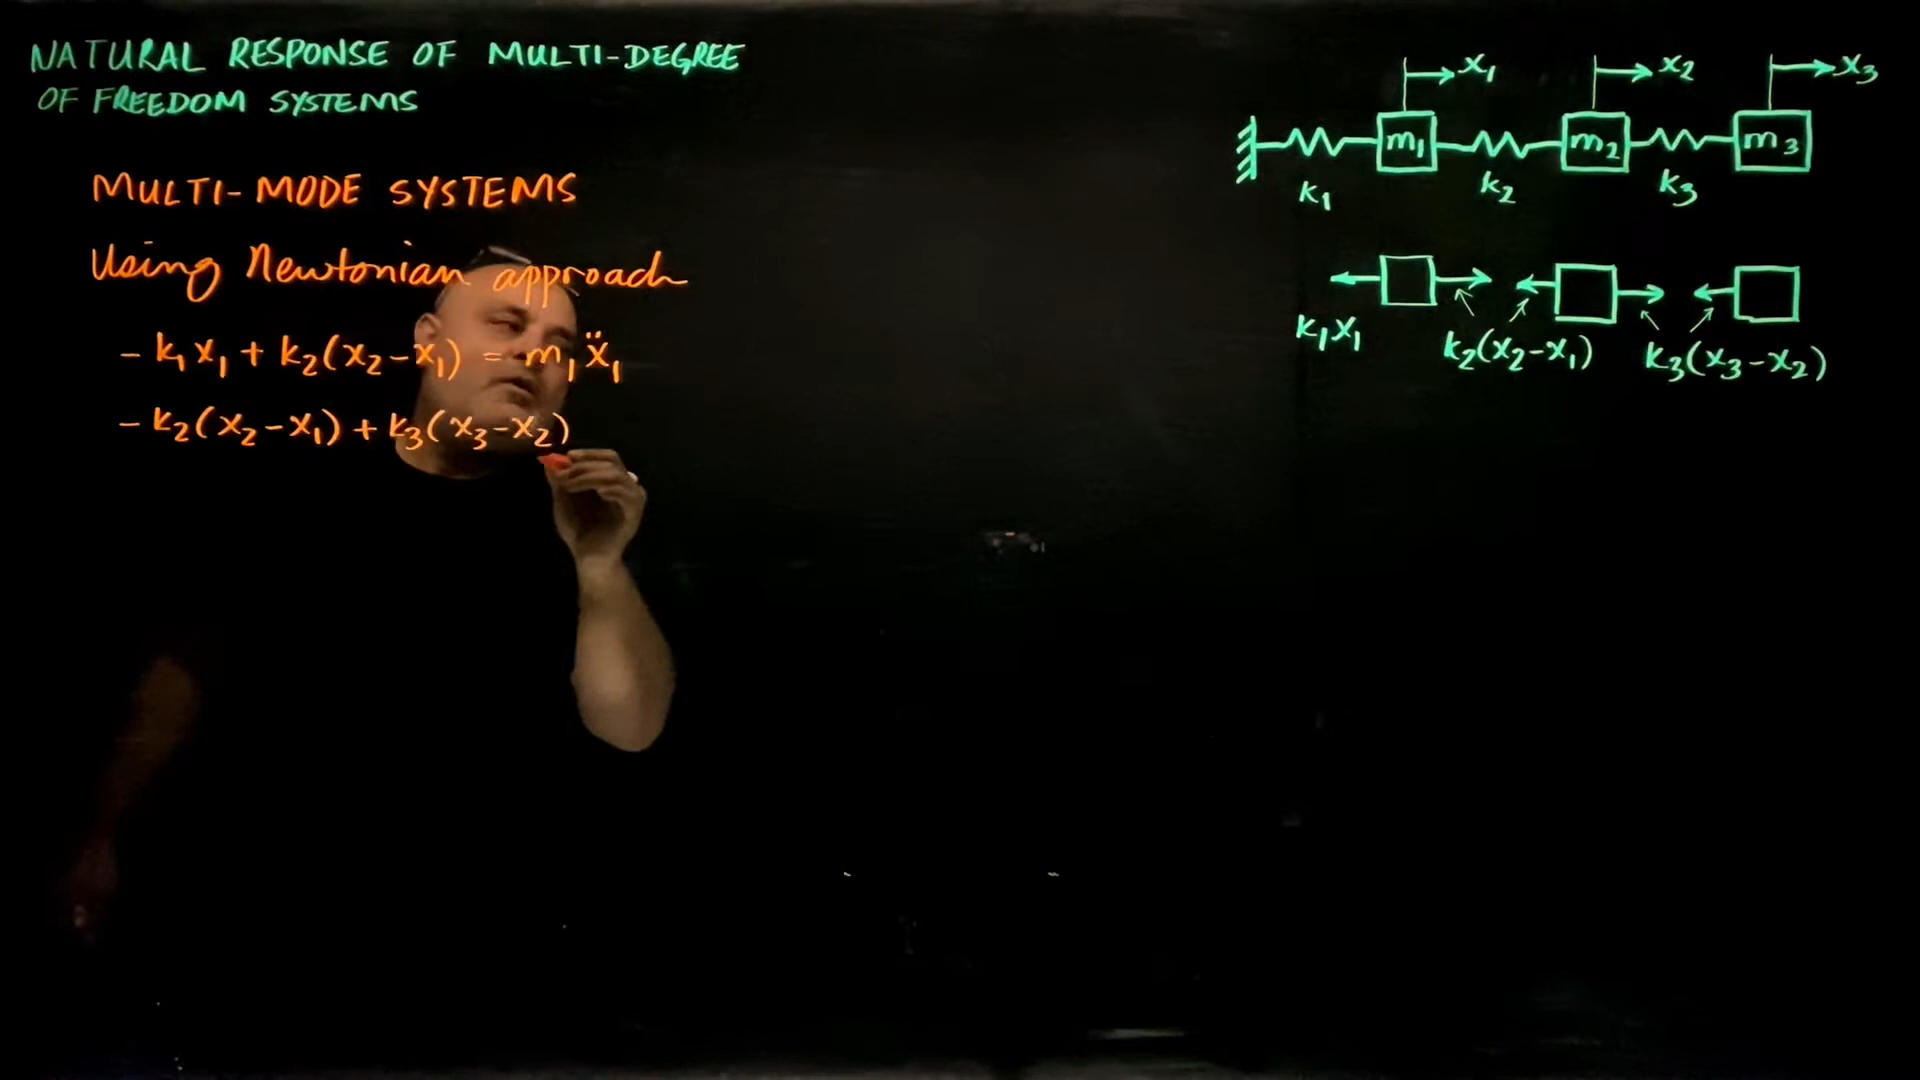 NATURAL RESPONSE OF MULTI-DEGREE
OF FREEDOM SYSTEMS
MULTI-MODE SYSTEMS
Using Newtonian approach
- k₁x₁ + k₂(x₂-x₁) = m₁ẍ₁
- k₂(x₂-x₁) + k₃(x₃-x₂)
x₁ x₂ x₃
m₁ m₂ m₃
k₁ k₂ k₃
k₁x₁ k₂(x₂-x₁) k₃(x₃-x₂)